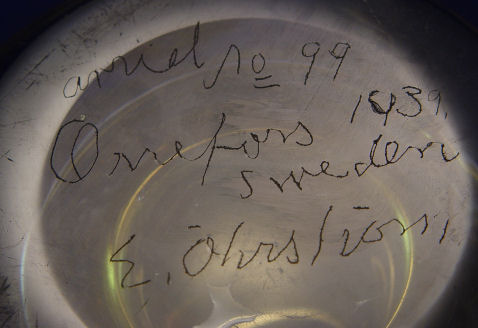 ariel No 99
1939.
Orrefors
sweden
E. Öhrström,